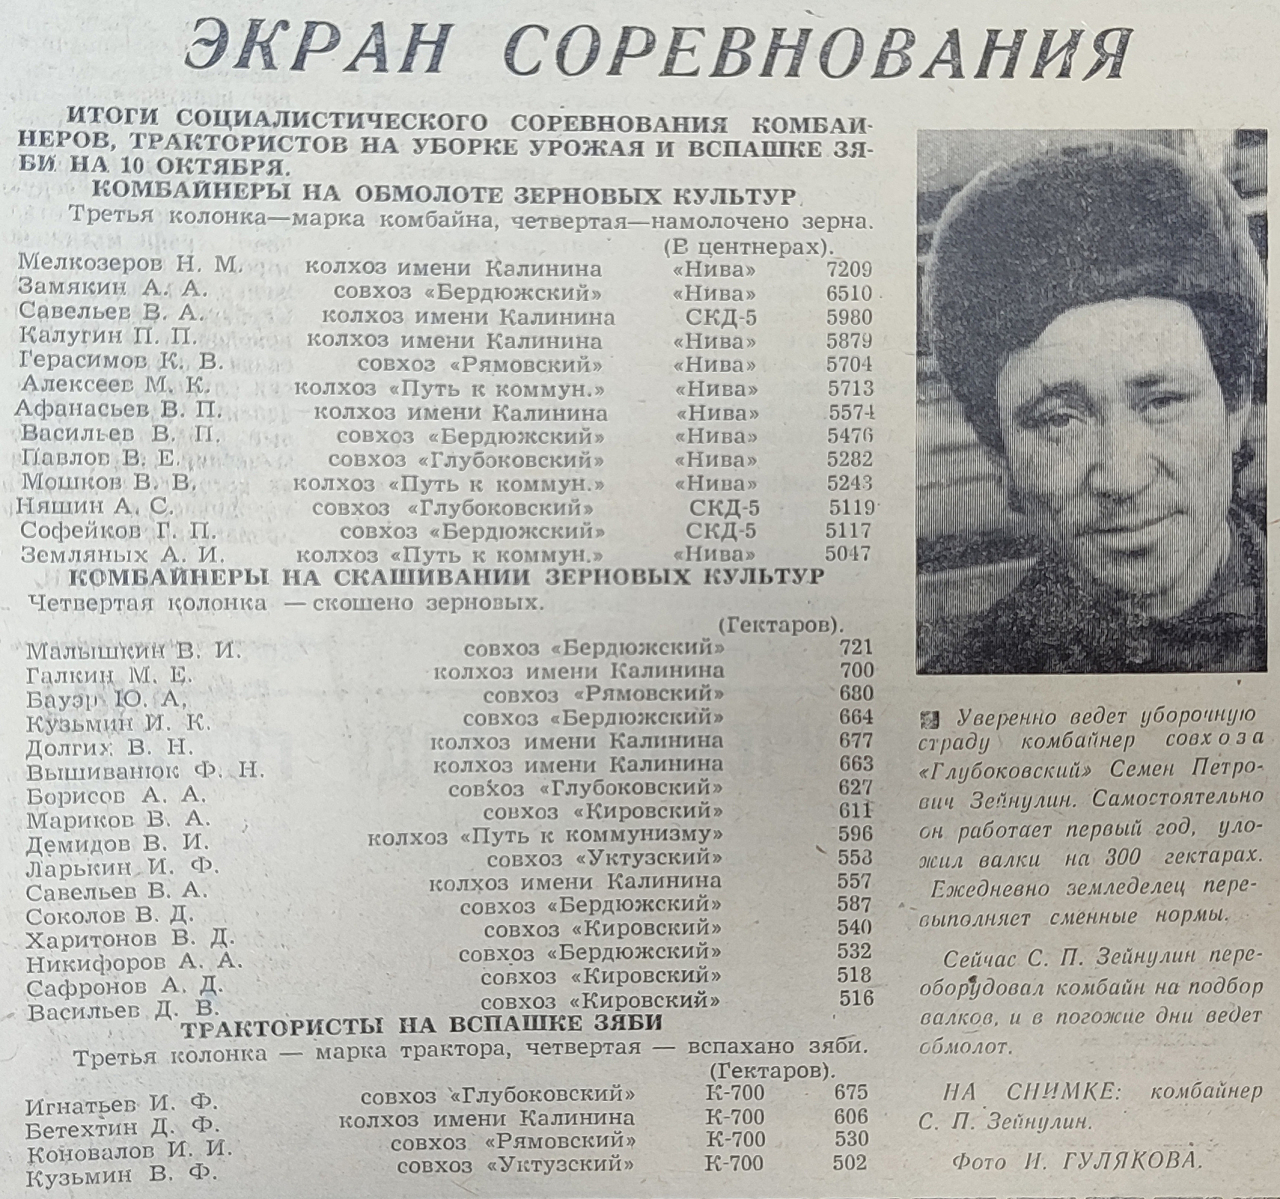 ЭКРАН СОРЕВНОВАНИЯ
ИТОГИ СОЦИАЛИСТИЧЕСКОГО СОРЕВНОВАНИЯ КОМБАЙ-
НЕРОВ, ТРАКТОРИСТОВ НА УБОРКЕ УРОЖАЯ И ВСПАШКЕ ЗЯ-
БИ НА 10 ОКТЯБРЯ.
КОМБАЙНЕРЫ НА ОБМОЛОТЕ ЗЕРНОВЫХ КУЛЬТУР
Третья колонка—марка комбайна, четвертая—намолочено зерна.
(В центнерах).
Мелкозеров Н. М. колхоз имени Калинина «Нива» 7209
Замякин А. А. совхоз «Бердюжский» «Нива» 6510
Савельев В. А. колхоз имени Калинина СКД-5 5980
Калугин П. П. колхоз имени Калинина «Нива» 5879
Герасимов К. В. совхоз «Рямовский» «Нива» 5704
Алексеев М. К. колхоз «Путь к коммун.» «Нива» 5713
Афанасьев В. П. колхоз имени Калинина «Нива» 5574
Васильев В. П. совхоз «Бердюжский» «Нива» 5476
Павлов В. Е. совхоз «Глубоковский» «Нива» 5282
Мошков В. В. колхоз «Путь к коммун.» «Нива» 5243
Няшин А. С. совхоз «Глубоковский» СКД-5 5119
Софейков Г. П. совхоз «Бердюжский» СКД-5 5117
Земляных А. И. колхоз «Путь к коммун.» «Нива» 5047
КОМБАЙНЕРЫ НА СКАШИВАНИИ ЗЕРНОВЫХ КУЛЬТУР
Четвертая колонка — скошено зерновых.
(Гектаров).
Малышкин В. И. совхоз «Бердюжский» 721
Галкин М. Е. колхоз имени Калинина 700
Бауэр Ю. А, совхоз «Рямовский» 680
Кузьмин И. К. совхоз «Бердюжский» 664
Долгих В. Н. колхоз имени Калинина 677
Вышиванюк Ф. Н. колхоз имени Калинина 663
Борисов А. А. совхоз «Глубоковский» 627
Мариков В. А. совхоз «Кировский» 611
Демидов В. И. колхоз «Путь к коммунизму» 596
Ларькин И. Ф. совхоз «Уктузский» 553
Савельев В. А. колхоз имени Калинина 557
Соколов В. Д. совхоз «Бердюжский» 587
Харитонов В. Д. совхоз «Кировский» 540
Никифоров А. А. совхоз «Бердюжский» 532
Сафронов А. Д. совхоз «Кировский» 518
Васильев Д. В. совхоз «Кировский» 516
ТРАКТОРИСТЫ НА ВСПАШКЕ ЗЯБИ
Третья колонка — марка трактора, четвертая — вспахано зяби.
(Гектаров).
Игнатьев И. Ф. совхоз «Глубоковский» К-700 675
Бетехтин Д. Ф. колхоз имени Калинина К-700 606
Коновалов И. И. совхоз «Рямовский» К-700 530
Кузьмин В. Ф. совхоз «Уктузский» К-700 502
Уверенно ведет уборочную
страду комбайнер совхоза
«Глубоковский» Семен Петро-
вич Зейнулин. Самостоятельно
он работает первый год, уло-
жил валки на 300 гектарах.
Ежедневно земледелец пере-
выполняет сменные нормы.
Сейчас С. П. Зейнулин пере-
оборудовал комбайн на подбор
валков, и в погожие дни ведет
обмолот.
НА СНИМКЕ: комбайнер
С. П. Зейнулин.
Фото И. ГУЛЯКОВА.